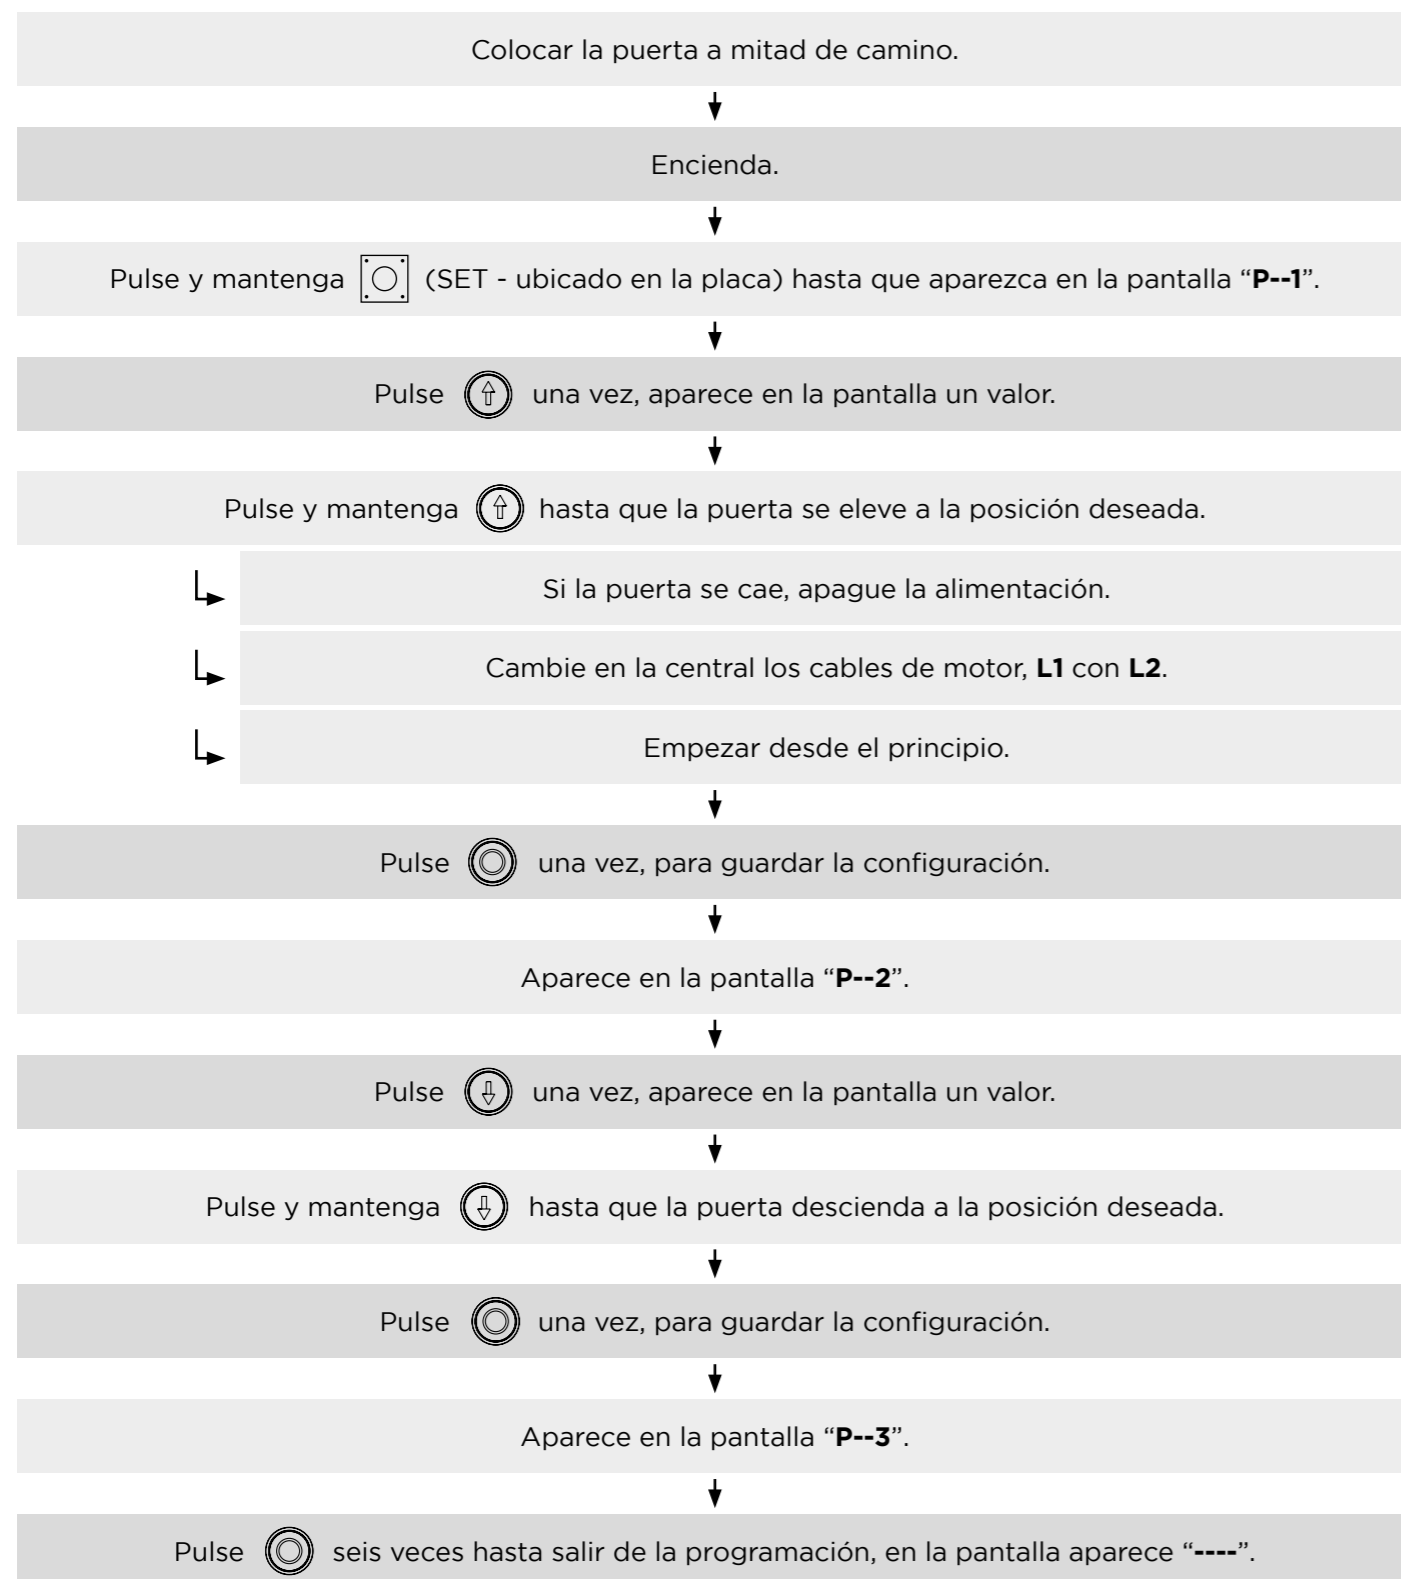 Colocar la puerta a mitad de camino.
Encienda.
Pulse y mantenga (SET - ubicado en la placa) hasta que aparezca en la pantalla “P--1”.
Pulse una vez, aparece en la pantalla un valor.
Pulse y mantenga hasta que la puerta se eleve a la posición deseada.
Si la puerta se cae, apague la alimentación.
Cambie en la central los cables de motor, L1 con L2.
Empezar desde el principio.
Pulse una vez, para guardar la configuración.
Aparece en la pantalla “P--2”.
Pulse una vez, aparece en la pantalla un valor.
Pulse y mantenga hasta que la puerta descienda a la posición deseada.
Pulse una vez, para guardar la configuración.
Aparece en la pantalla “P--3”.
Pulse seis veces hasta salir de la programación, en la pantalla aparece “----”.